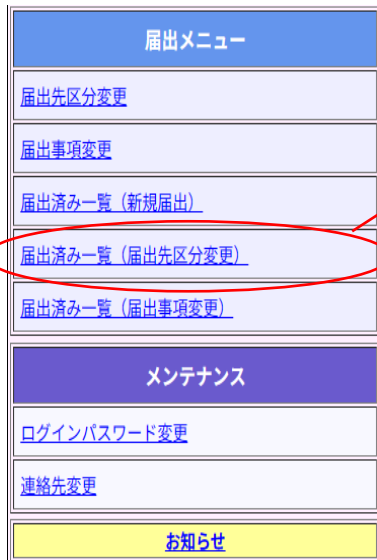 届出メニュー
届出先区分変更
届出事項変更
届出済み一覧（新規届出）
届出済み一覧（届出先区分変更）
届出済み一覧（届出事項変更）
メンテナンス
ログインパスワード変更
連絡先変更
お知らせ